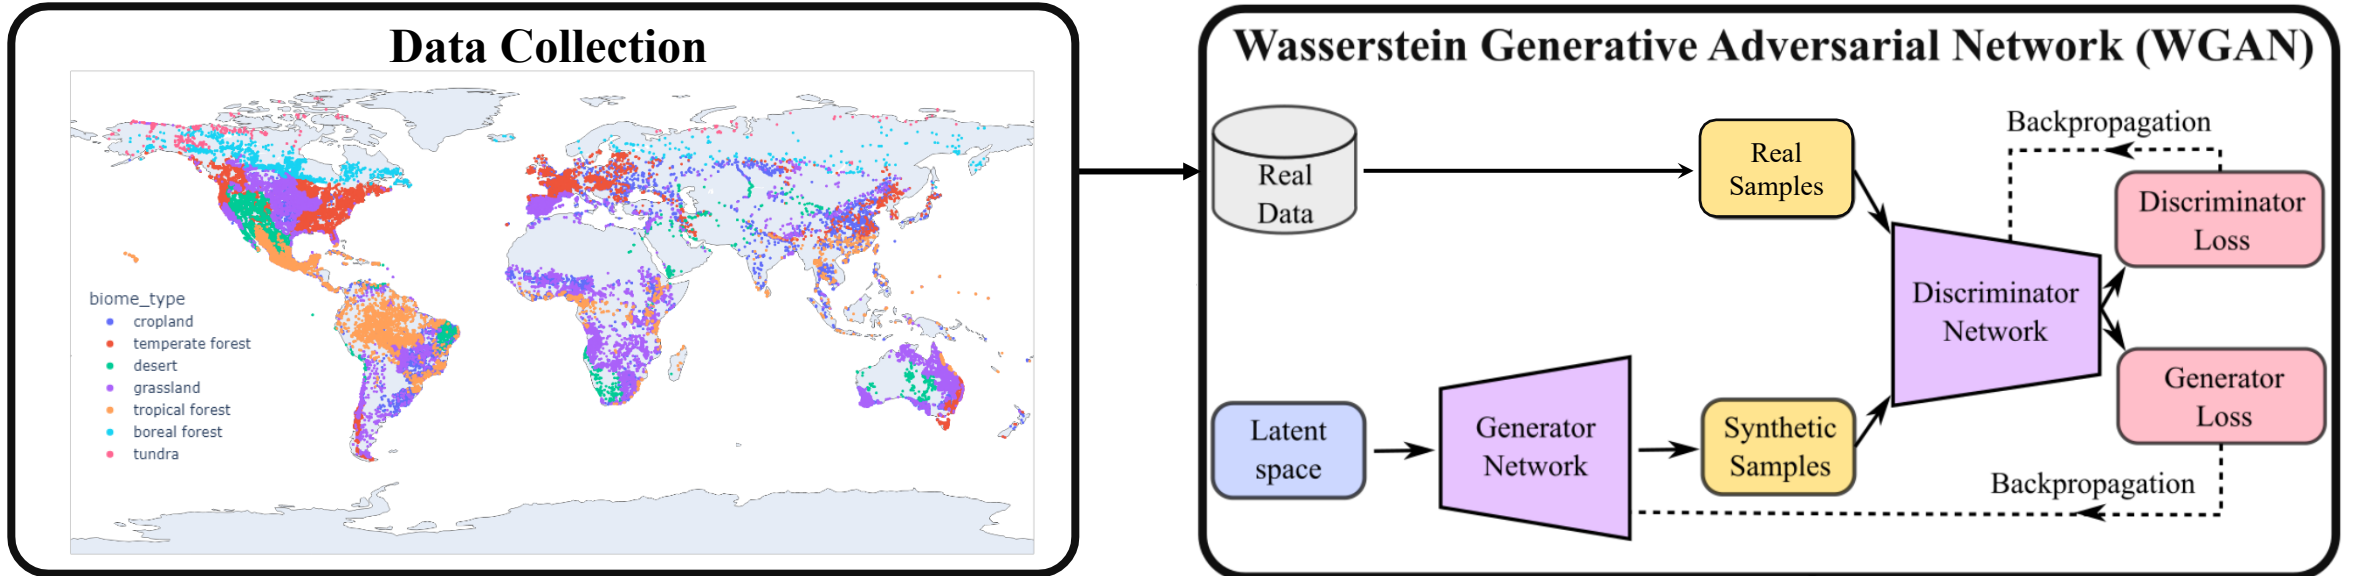 Data Collection
biome_type
cropland
temperate forest
desert
grassland
tropical forest
boreal forest
tundra
Wasserstein Generative Adversarial Network (WGAN)
Real
Data
Real
Samples
Backpropagation
Discriminator
Loss
Discriminator
Network
Generator
Loss
Latent
space
Generator
Network
Synthetic
Samples
Backpropagation